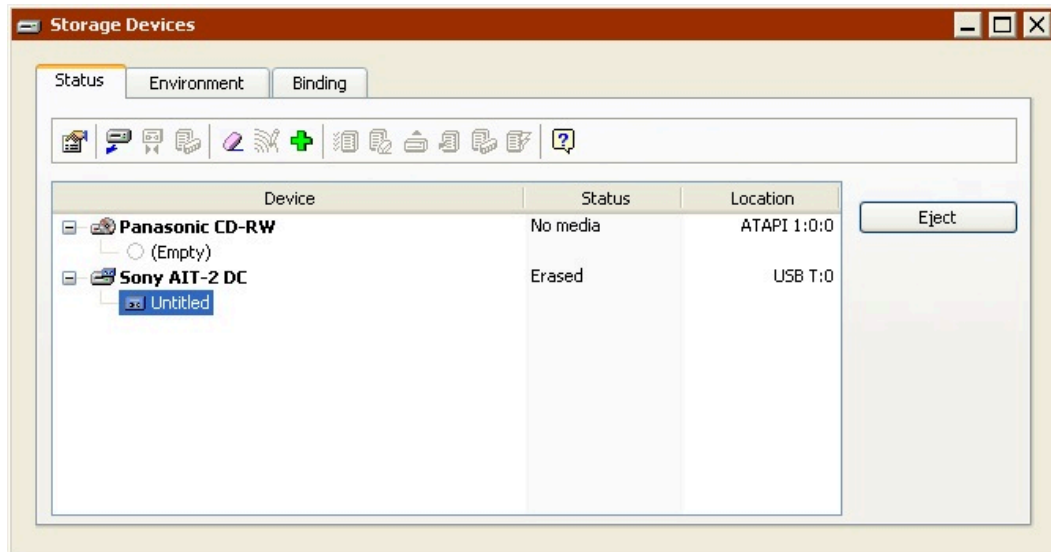 Storage Devices
Status Environment Binding
Device Status Location
Panasonic CD-RW No media ATAPI 1:0:0
(Empty)
Sony AIT-2 DC Erased USB T:0
Untitled
Eject